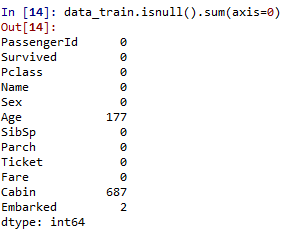 In [14]: data_train.isnull().sum(axis=0)
Out[14]:
PassengerId      0
Survived         0
Pclass           0
Name             0
Sex              0
Age            177
SibSp            0
Parch            0
Ticket           0
Fare             0
Cabin          687
Embarked         2
dtype: int64